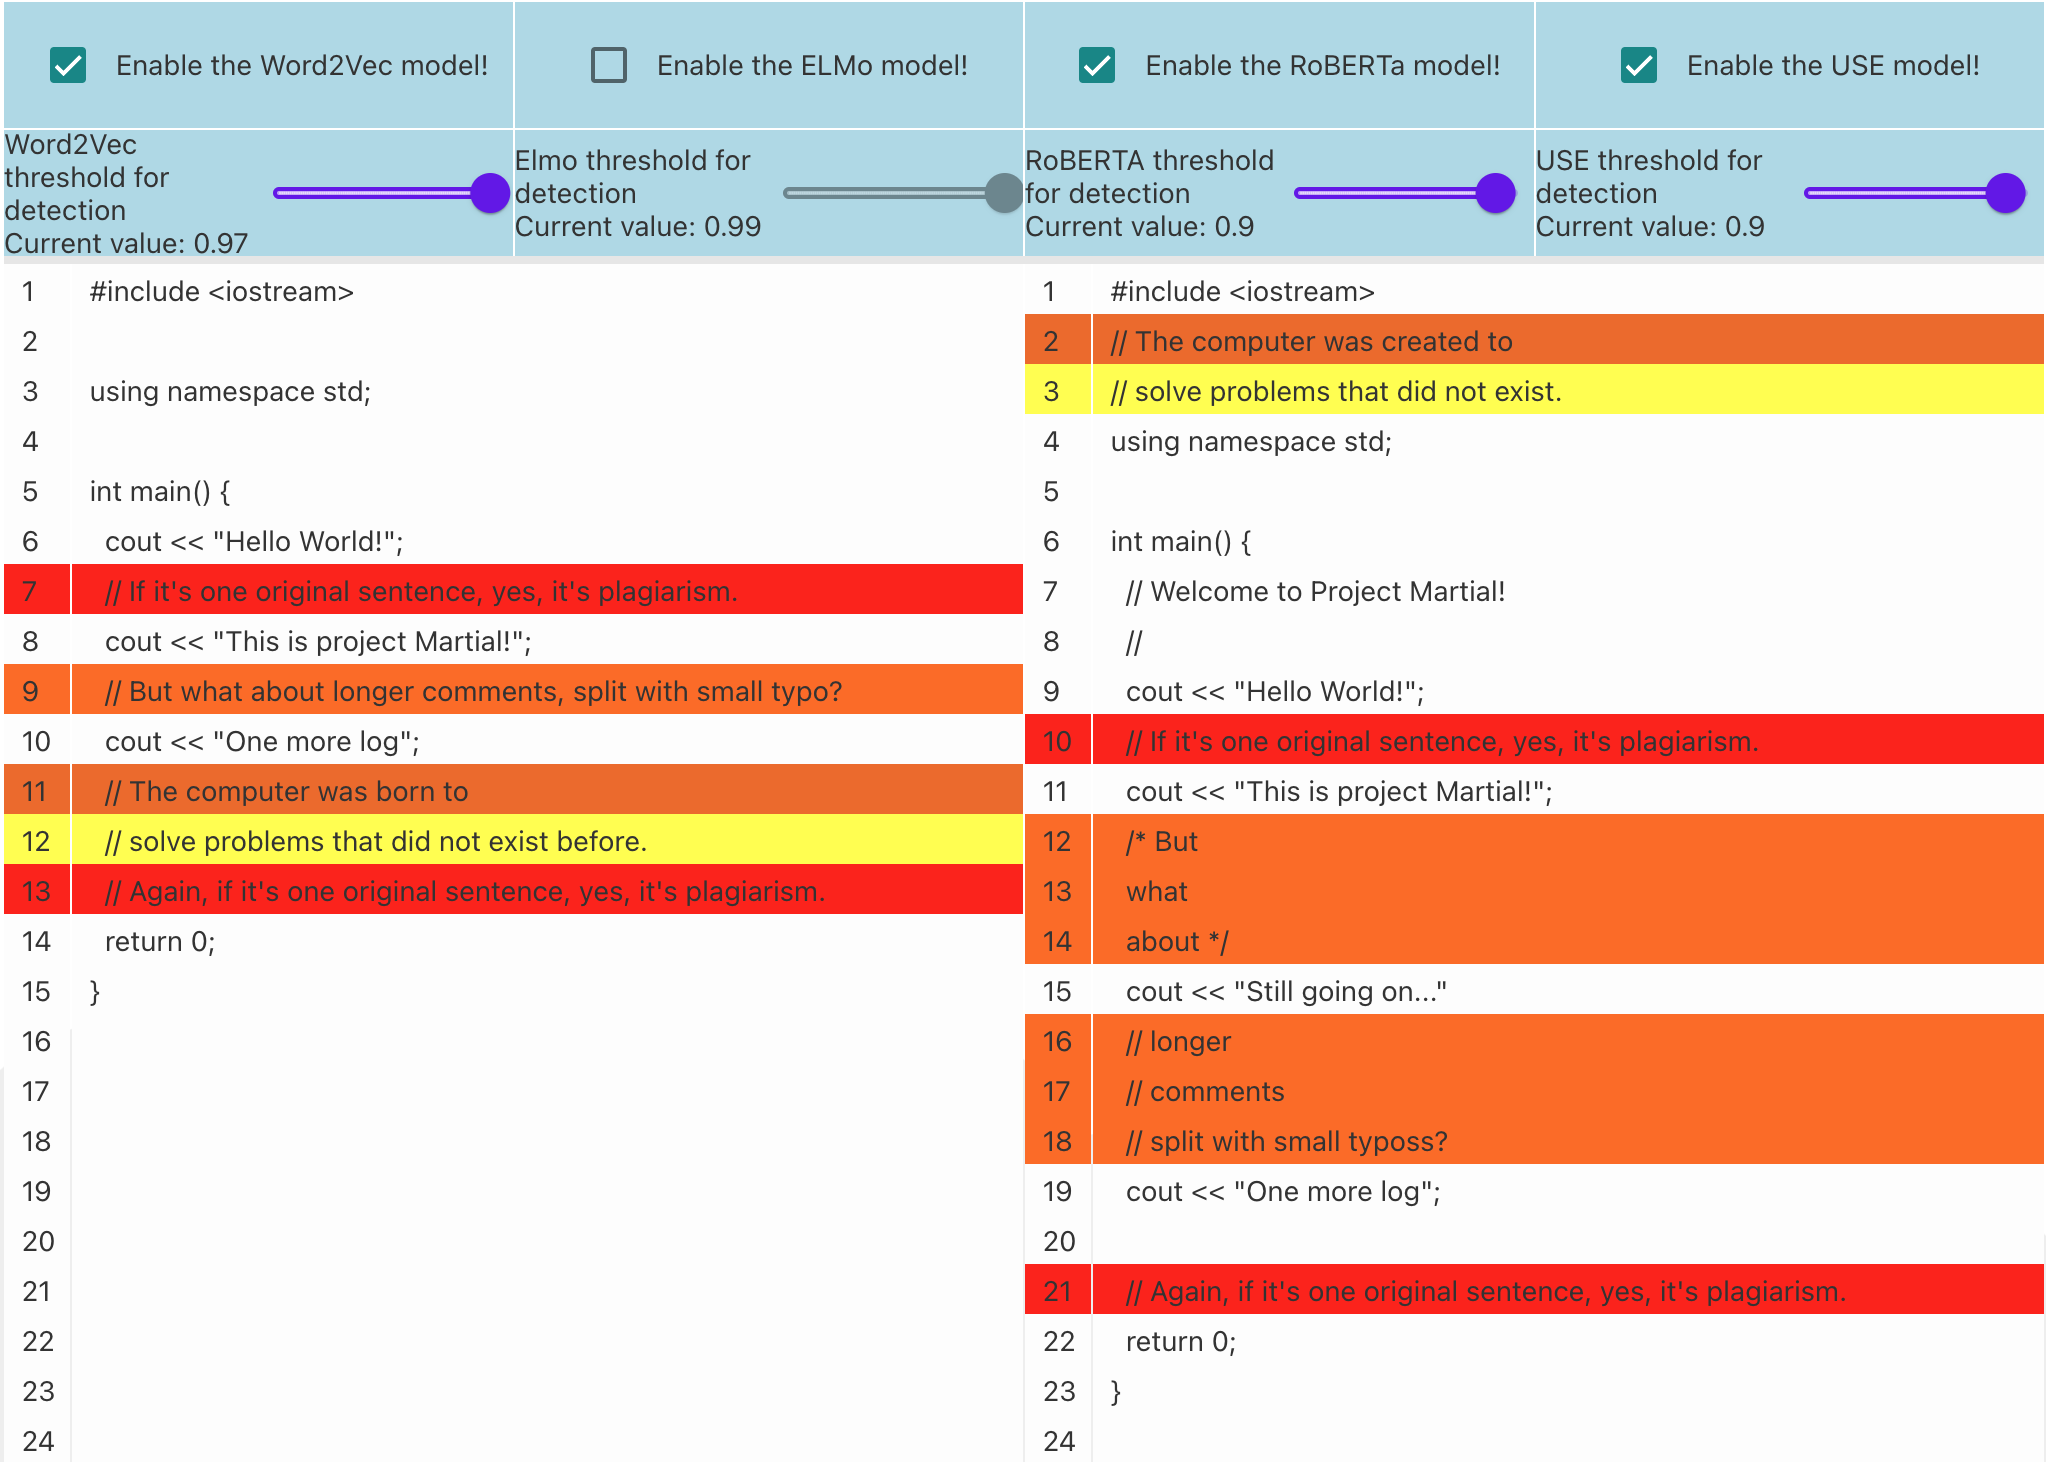 Enable the Word2Vec model!
Enable the ELMo model!
Enable the RoBERTa model!
Enable the USE model!
Word2Vec
threshold for
detection
Current value: 0.97
Elmo threshold for
detection
Current value: 0.99
RoBERTA threshold
for detection
Current value: 0.9
USE threshold for
detection
Current value: 0.9
1 #include <iostream>
2
3 using namespace std;
4
5 int main() {
6 cout << "Hello World!";
7 // If it's one original sentence, yes, it's plagiarism.
8 cout << "This is project Martial!";
9 // But what about longer comments, split with small typo?
10 cout << "One more log";
11 // The computer was born to
12 // solve problems that did not exist before.
13 // Again, if it's one original sentence, yes, it's plagiarism.
14 return 0;
15 }
16
17
18
19
20
21
22
23
24
1 #include <iostream>
2 // The computer was created to
3 // solve problems that did not exist.
4 using namespace std;
5
6 int main() {
7 // Welcome to Project Martial!
8 //
9 cout << "Hello World!";
10 // If it's one original sentence, yes, it's plagiarism.
11 cout << "This is project Martial!";
12 /* But
13 what
14 about */
15 cout << "Still going on..."
16 // longer
17 // comments
18 // split with small typoss?
19 cout << "One more log";
20
21 // Again, if it's one original sentence, yes, it's plagiarism.
22 return 0;
23 }
24